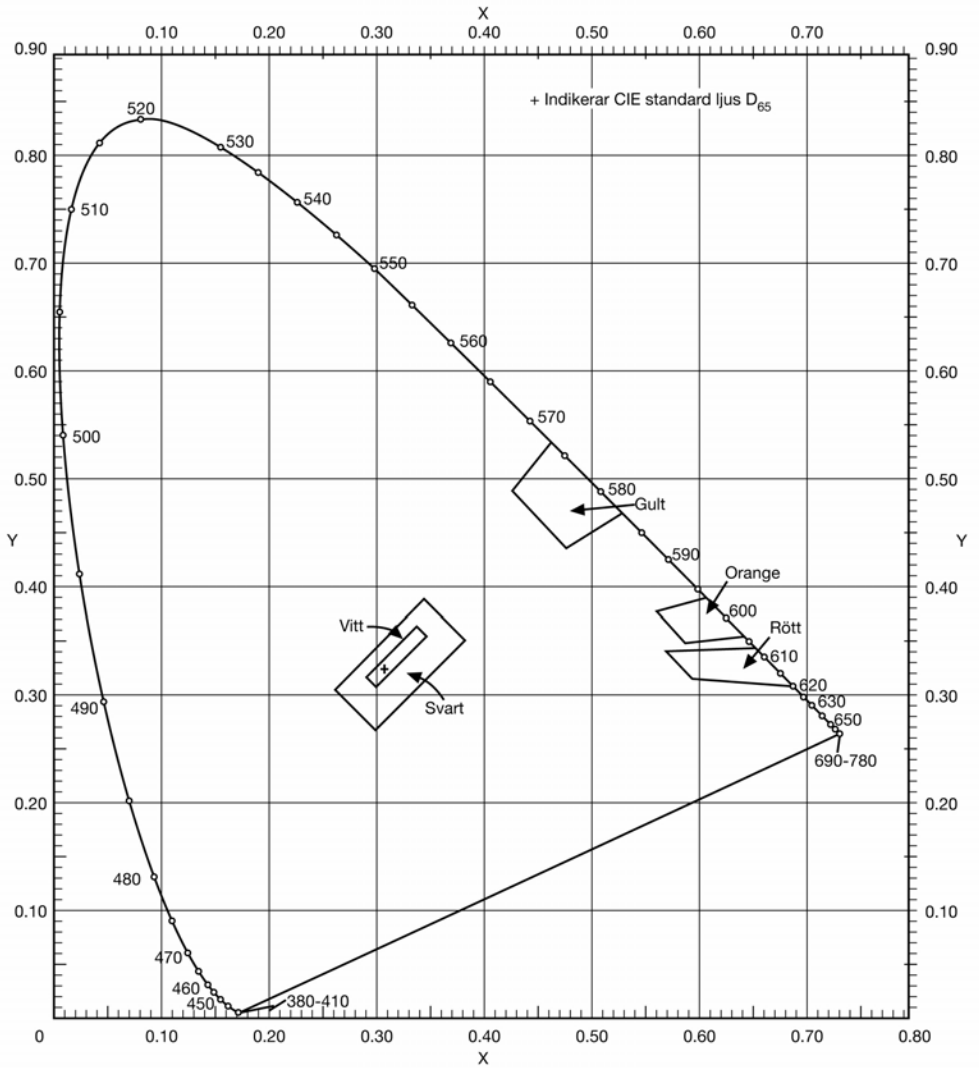 X
0.10 0.20 0.30 0.40 0.50 0.60 0.70
0.90 0.90
+ Indikerar CIE standard ljus D65
520
530
0.80 0.80
540
510
550
0.70 0.70
560
0.60 0.60
570
500
0.50 580 0.50
Gult
Y Y
590
0.40 Orange 0.40
600
Vitt Rött
610
0.30 620 0.30
490 Svart 630
650
690-780
0.20 0.20
480
0.10 0.10
470
460
450 380-410
0 0.10 0.20 0.30 0.40 0.50 0.60 0.70 0.80
X